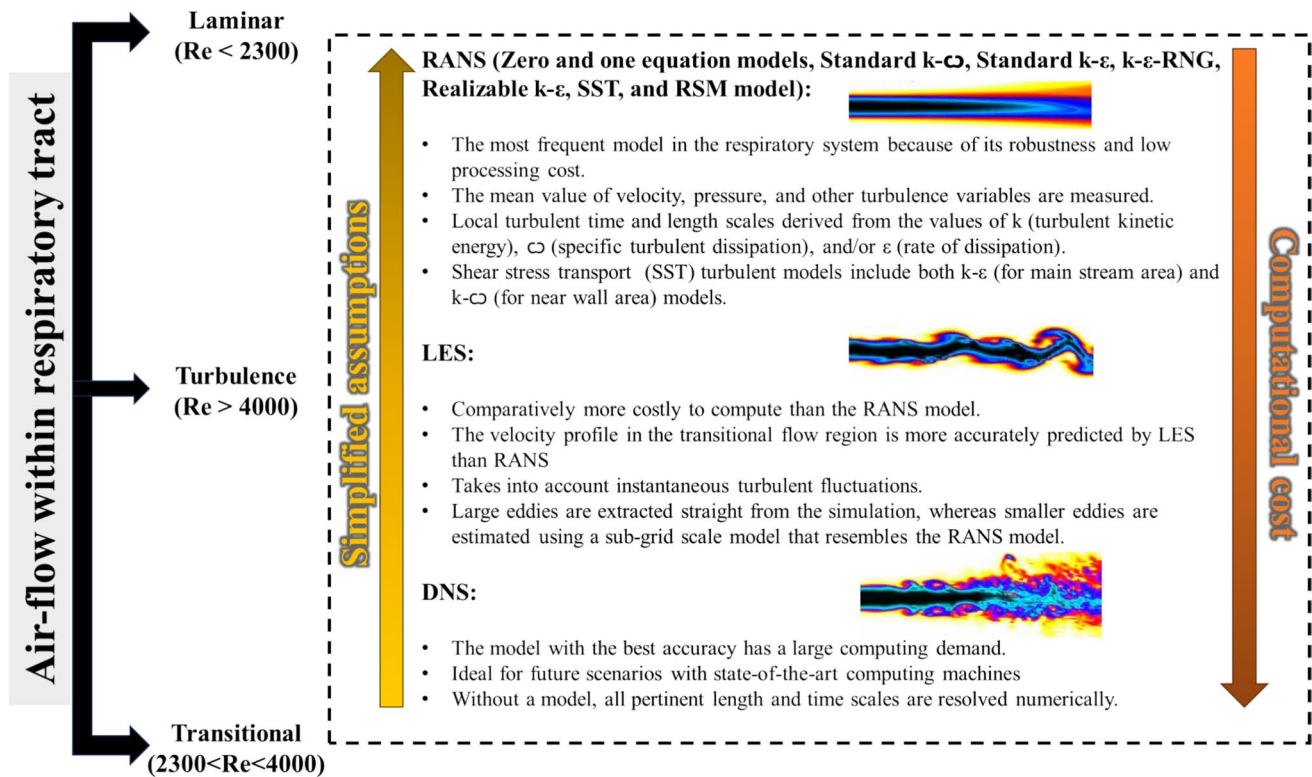 Air-flow within respiratory tract
Laminar
(Re < 2300)
Turbulence
(Re > 4000)
Transitional
(2300<Re<4000)
Simplified assumptions
RANS (Zero and one equation models, Standard k-ꞷ, Standard k-ε, k-ε-RNG,
Realizable k-ε, SST, and RSM model):
• The most frequent model in the respiratory system because of its robustness and low
processing cost.
• The mean value of velocity, pressure, and other turbulence variables are measured.
• Local turbulent time and length scales derived from the values of k (turbulent kinetic
energy), ꞷ (specific turbulent dissipation), and/or ε (rate of dissipation).
• Shear stress transport (SST) turbulent models include both k-ε (for main stream area) and
k-ꞷ (for near wall area) models.
LES:
• Comparatively more costly to compute than the RANS model.
• The velocity profile in the transitional flow region is more accurately predicted by LES
than RANS
• Takes into account instantaneous turbulent fluctuations.
• Large eddies are extracted straight from the simulation, whereas smaller eddies are
estimated using a sub-grid scale model that resembles the RANS model.
DNS:
• The model with the best accuracy has a large computing demand.
• Ideal for future scenarios with state-of-the-art computing machines
• Without a model, all pertinent length and time scales are resolved numerically.
Computational cost